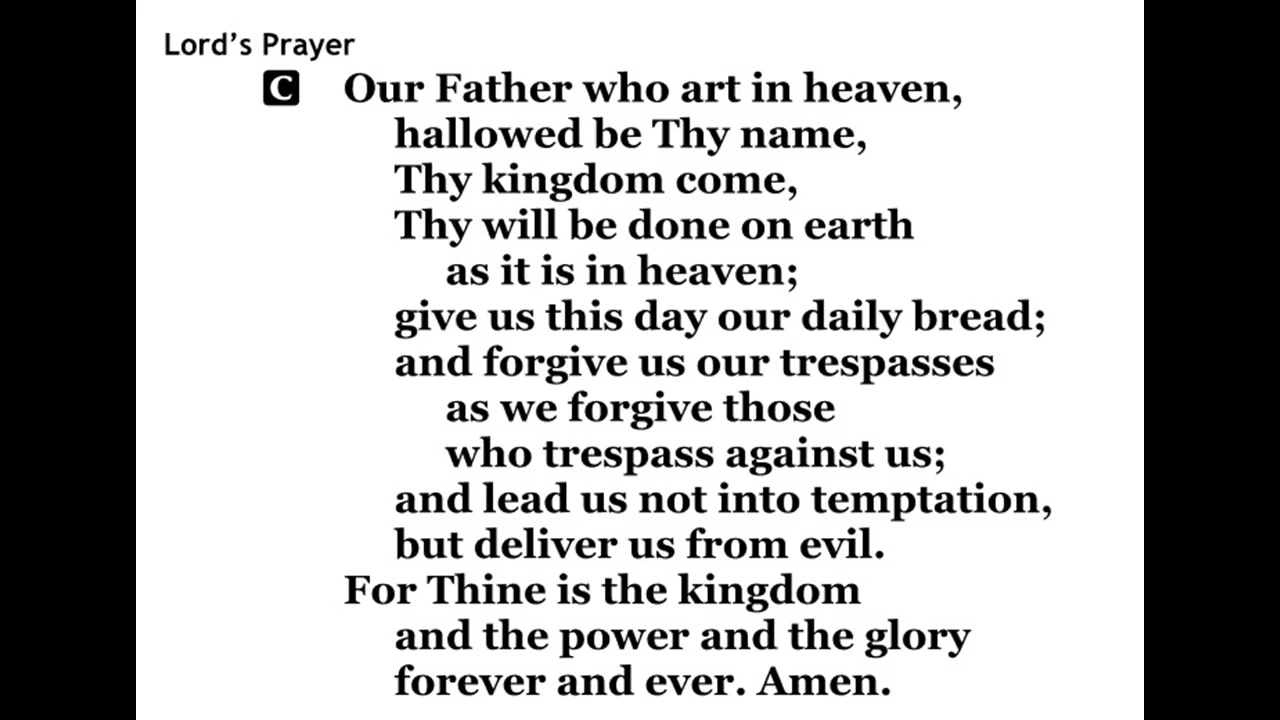 Lord's Prayer
C Our Father who art in heaven,
hallowed be Thy name,
Thy kingdom come,
Thy will be done on earth
as it is in heaven;
give us this day our daily bread;
and forgive us our trespasses
as we forgive those
who trespass against us;
and lead us not into temptation,
but deliver us from evil.
For Thine is the kingdom
and the power and the glory
forever and ever. Amen.